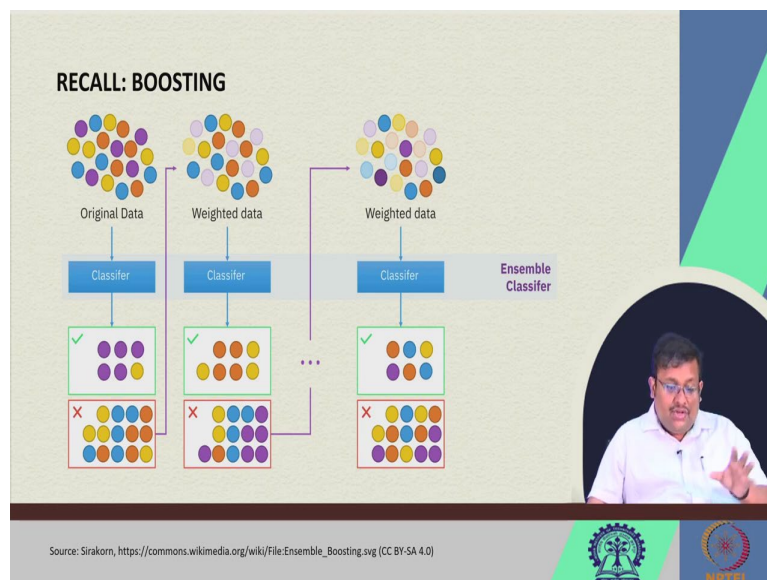 RECALL: BOOSTING
Original Data
Weighted data
Weighted data
Classifer
Classifer
Classifer
Ensemble
Classifer
Source: Sirakorn, https://commons.wikimedia.org/wiki/File:Ensemble_Boosting.svg (CC BY-SA 4.0)
NPTEL